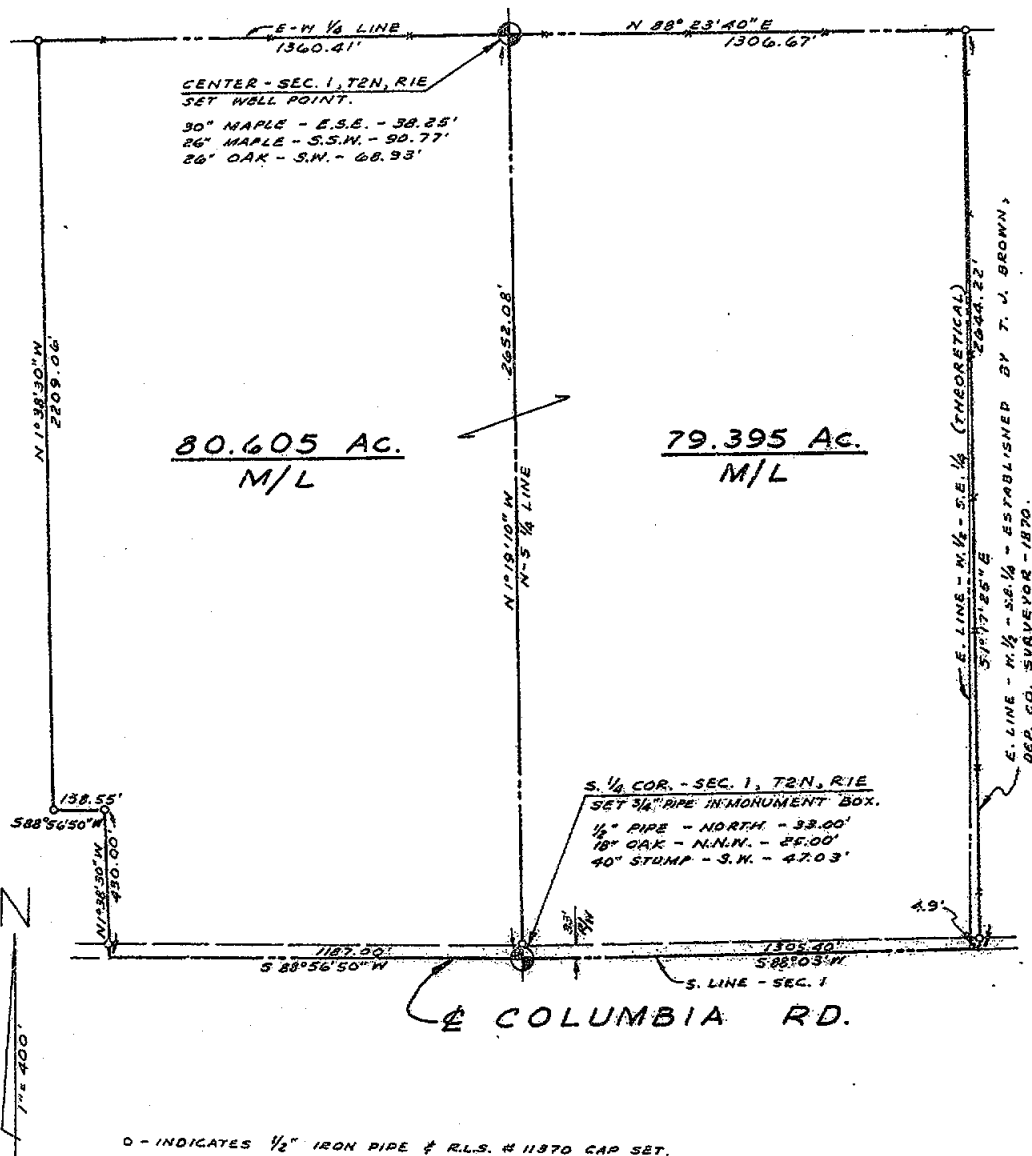 E-W ¼ LINE
1360.41'
N 88° 23'40" E
1306.67'
CENTER - SEC. 1, T2N, R1E
SET WELL POINT.
30" MAPLE - E.S.E. - 38.25'
26" MAPLE - S.S.W. - 90.77'
26" OAK - S.W. - 68.93'
N 1°38'30" W
2209.06'
2652.08'
N 1°19'10" W
N-S ¼ LINE
80.605 AC.
M/L
79.395 AC.
M/L
E. LINE - W. ½ - S.E. ¼ (THEORETICAL)
2644.22'
S 1°17'25" E
E. LINE - W. ½ - S.E. ¼ - ESTABLISHED BY T. J. BROWN,
DEP. CO. SURVEYOR - 1870.
158.55'
S 88°56'50" W
N 1°38'30" W
430.00'
S. ¼ COR. - SEC. 1, T2N, R1E
SET ¾" PIPE IN MONUMENT BOX.
½" PIPE - NORTH - 33.00'
18" OAK - N.N.W. - 25.00'
40" STUMP - S.W. - 47.03'
4.9'
33'
R/W
1187.00'
S 88°56'50" W
1305.40'
S 88°03' W
S. LINE - SEC. 1
℄ COLUMBIA RD.
Z
1" = 400'
O - INDICATES ½" IRON PIPE & R.L.S. # 11370 CAP SET.